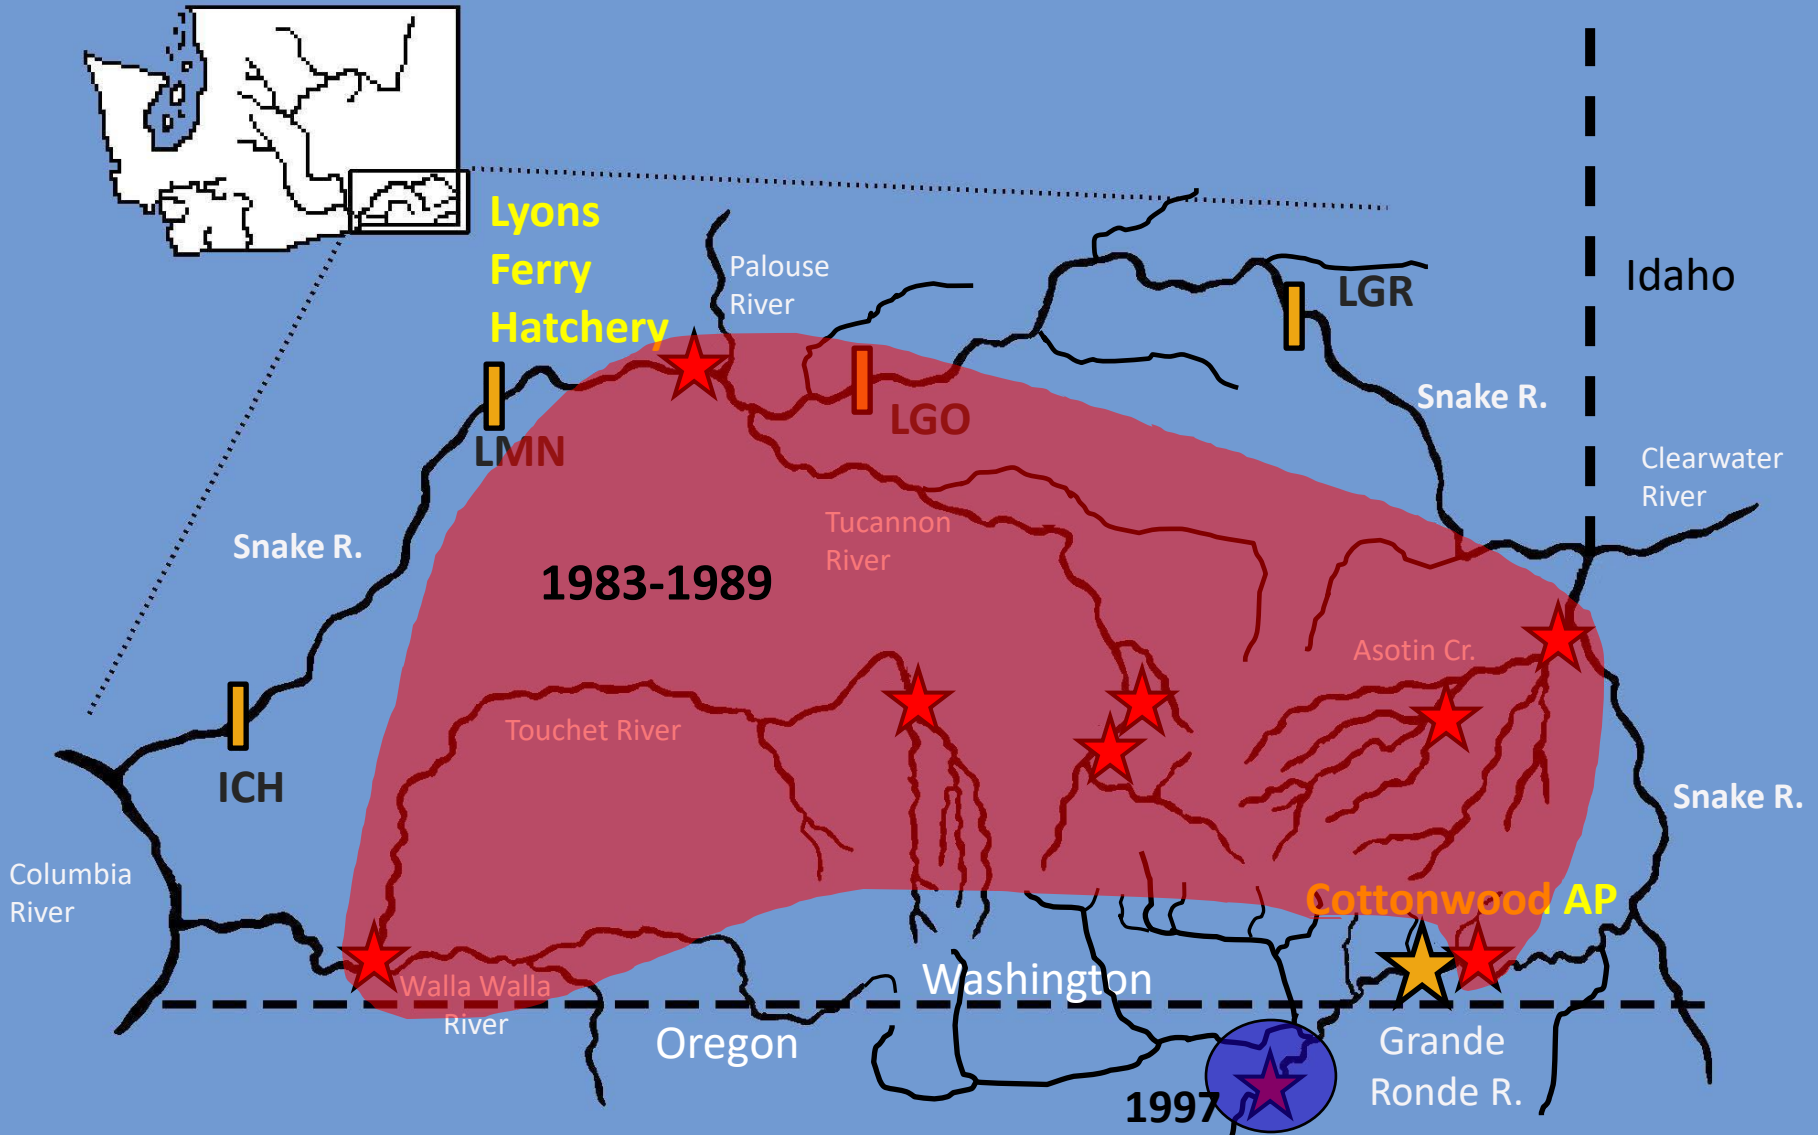 Lyons
Ferry
Hatchery
Palouse
River
LGR
Idaho
Snake R.
LGO
LMN
Clearwater
River
Tucannon
River
Snake R.
1983-1989
Asotin Cr.
Touchet River
ICH
Snake R.
Columbia
River
Cottonwood AP
Washington
Walla Walla
River
Oregon
Grande
Ronde R.
1997